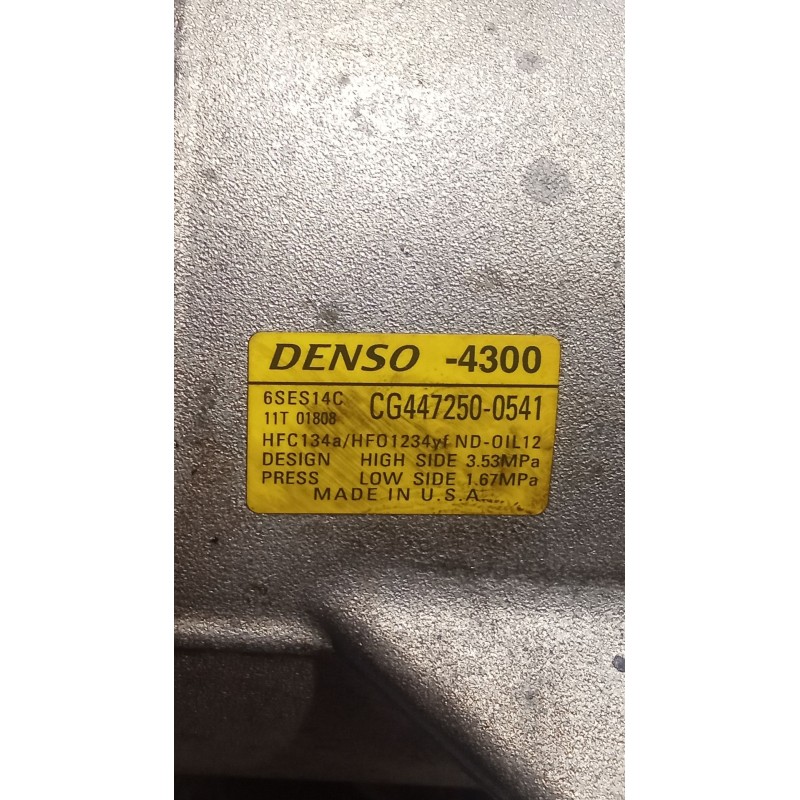 DENSO -4300
6SES14C CG447250-0541
11T 01808
HFC134a/HFO1234yf ND-OIL12
DESIGN HIGH SIDE 3.53MPa
PRESS LOW SIDE 1.67MPa
MADE IN U.S.A.